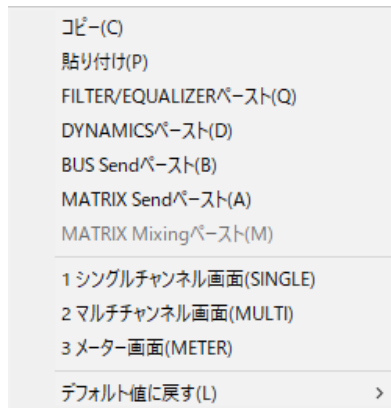 コピー(C)
貼り付け(P)
FILTER/EQUALIZERペースト(Q)
DYNAMICSペースト(D)
BUS Sendペースト(B)
MATRIX Sendペースト(A)
MATRIX Mixingペースト(M)
1 シングルチャンネル画面(SINGLE)
2 マルチチャンネル画面(MULTI)
3 メーター画面(METER)
デフォルト値に戻す(L)